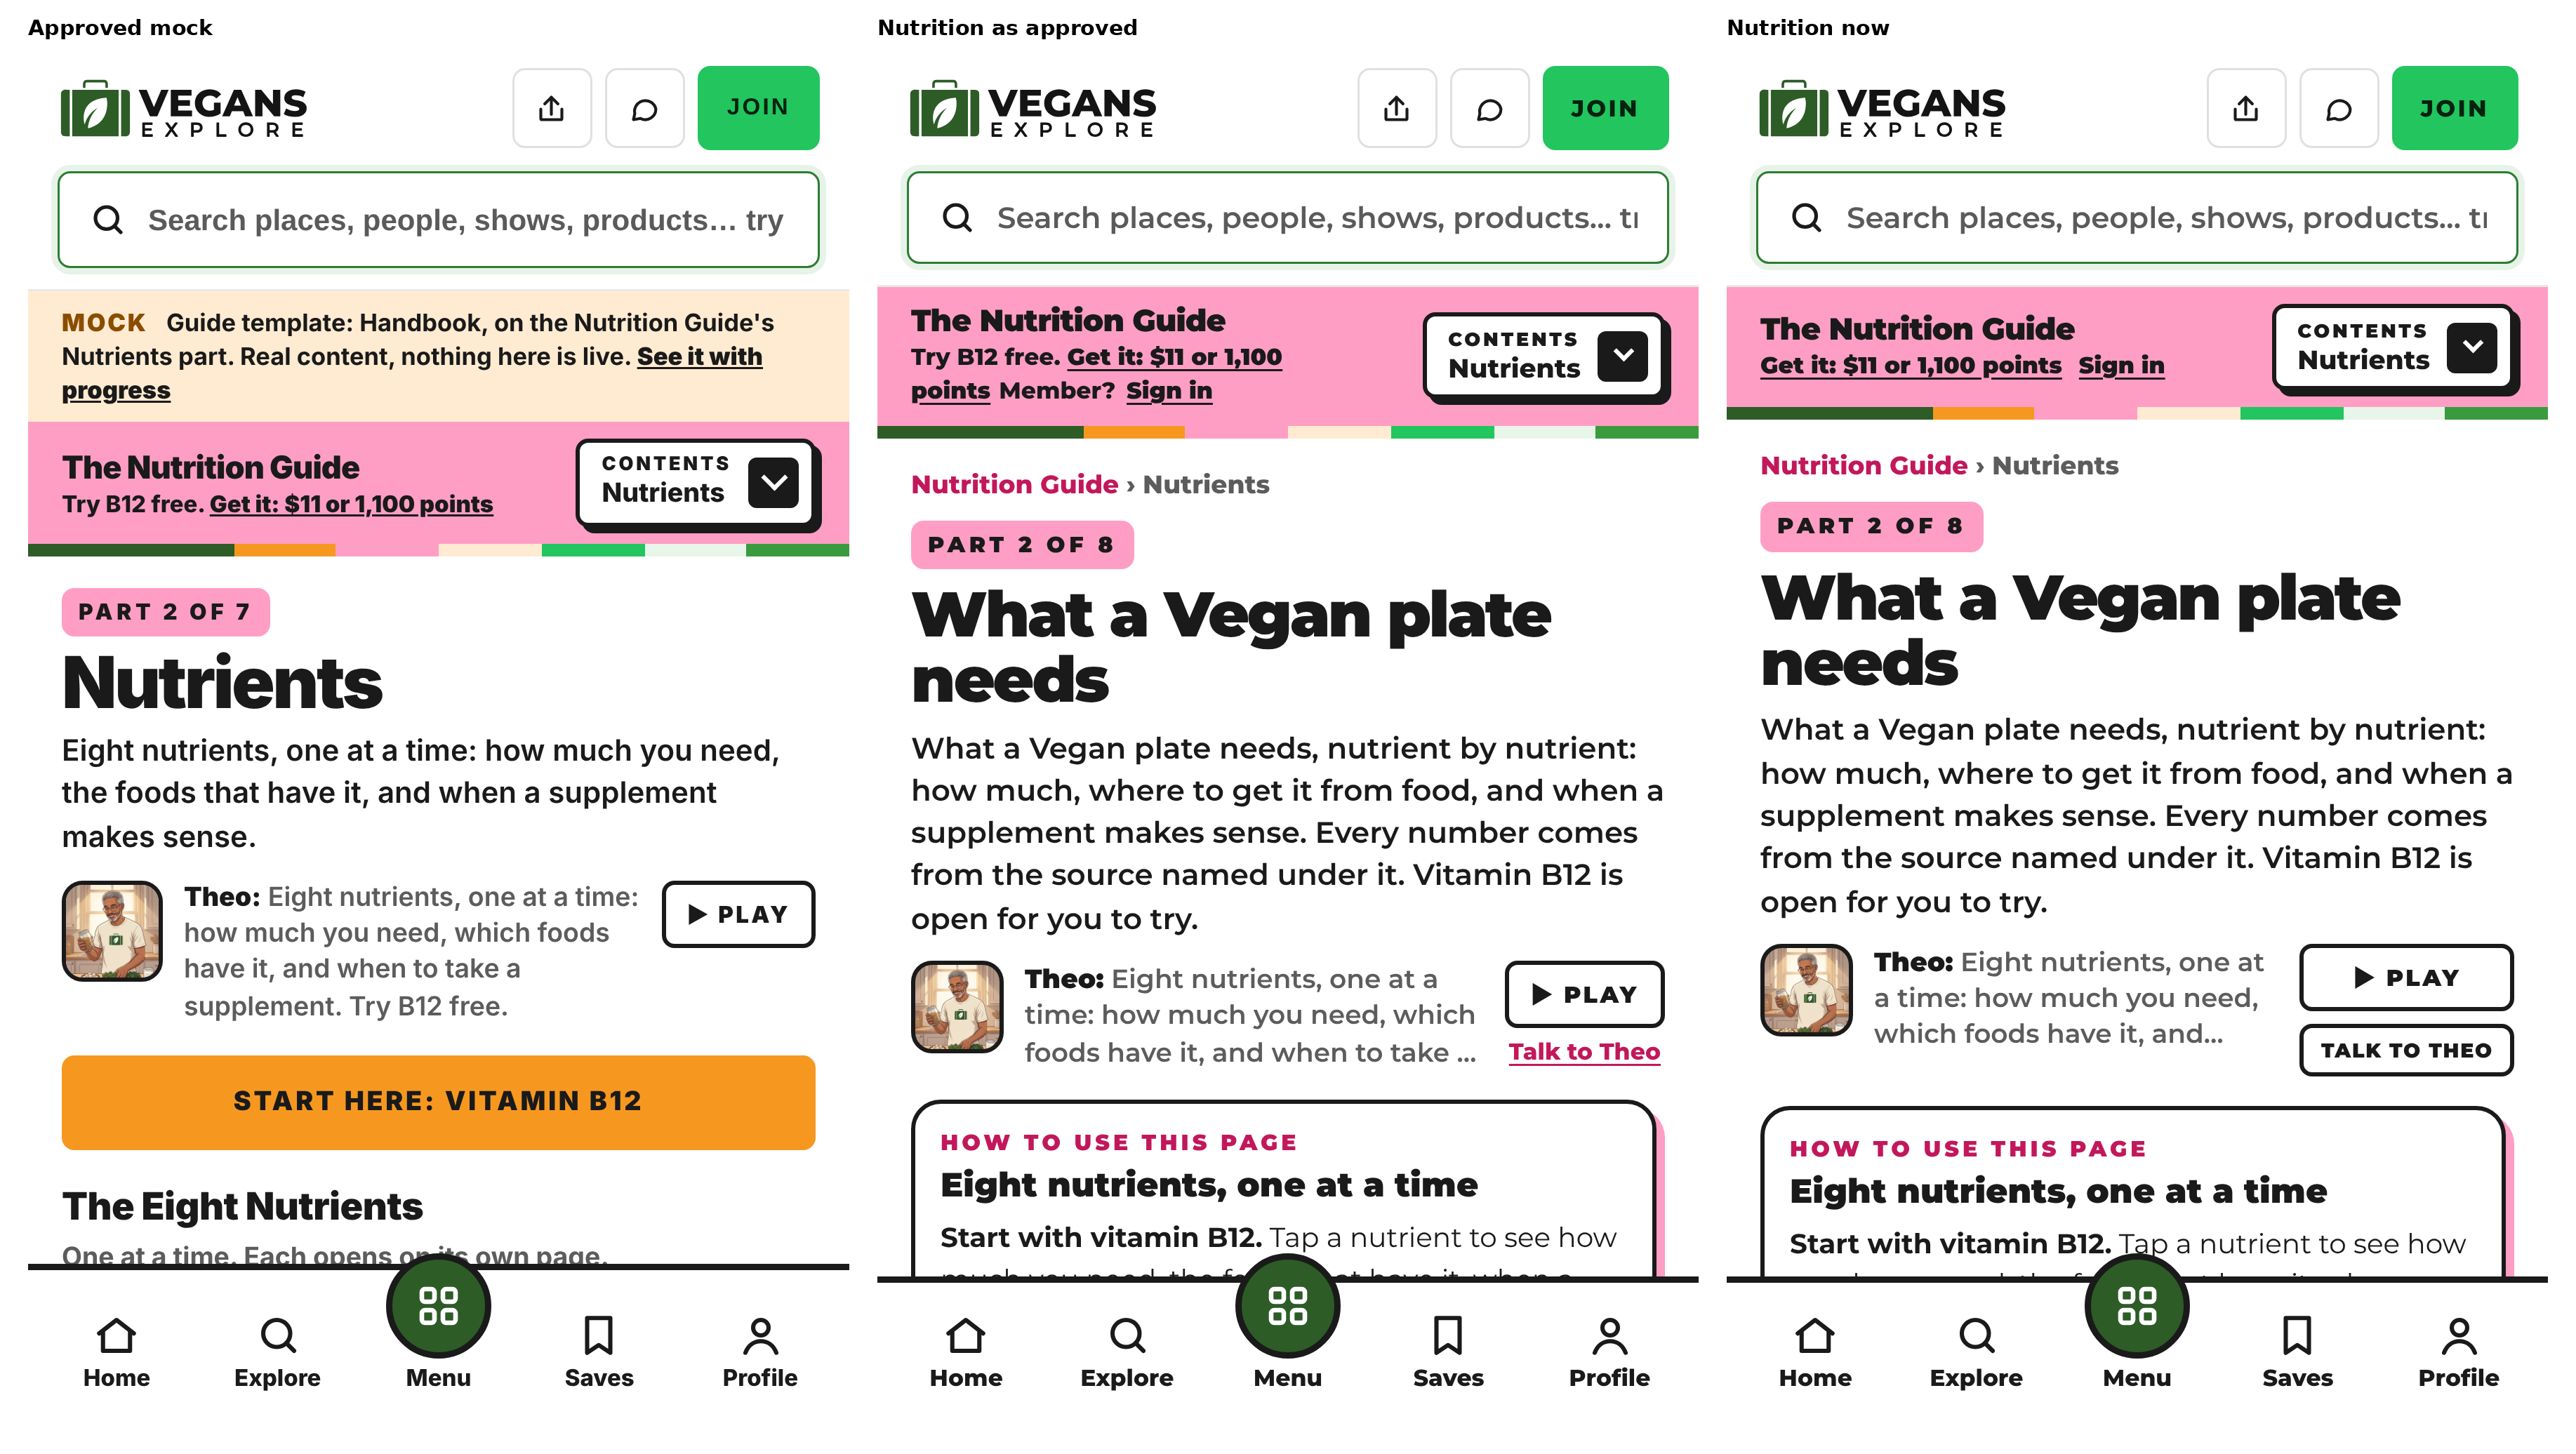 Approved mock
VEGANS
EXPLORE
JOIN
Search places, people, shows, products... try
MOCK Guide template: Handbook, on the Nutrition Guide's
Nutrients part. Real content, nothing here is live. See it with
progress
The Nutrition Guide
Try B12 free. Get it: $11 or 1,100 points
CONTENTS
Nutrients
PART 2 OF 7
Nutrients
Eight nutrients, one at a time: how much you need,
the foods that have it, and when a supplement
makes sense.
Theo: Eight nutrients, one at a time:
how much you need, which foods
have it, and when to take a
supplement. Try B12 free.
PLAY
START HERE: VITAMIN B12
The Eight Nutrients
One at a time. Each opens on its own page.
Home
Explore
Menu
Saves
Profile
Nutrition as approved
VEGANS
EXPLORE
JOIN
Search places, people, shows, products...
The Nutrition Guide
Try B12 free. Get it: $11 or 1,100
points Member? Sign in
CONTENTS
Nutrients
Nutrition Guide › Nutrients
PART 2 OF 8
What a Vegan plate
needs
What a Vegan plate needs, nutrient by nutrient:
how much, where to get it from food, and when a
supplement makes sense. Every number comes
from the source named under it. Vitamin B12 is
open for you to try.
Theo: Eight nutrients, one at a
time: how much you need, which
foods have it, and when to take ...
PLAY
Talk to Theo
HOW TO USE THIS PAGE
Eight nutrients, one at a time
Start with vitamin B12. Tap a nutrient to see how
Home
Explore
Menu
Saves
Profile
Nutrition now
VEGANS
EXPLORE
JOIN
Search places, people, shows, products...
The Nutrition Guide
Get it: $11 or 1,100 points Sign in
CONTENTS
Nutrients
Nutrition Guide › Nutrients
PART 2 OF 8
What a Vegan plate
needs
What a Vegan plate needs, nutrient by nutrient:
how much, where to get it from food, and when a
supplement makes sense. Every number comes
from the source named under it. Vitamin B12 is
open for you to try.
Theo: Eight nutrients, one at
a time: how much you need,
which foods have it, and...
PLAY
TALK TO THEO
HOW TO USE THIS PAGE
Eight nutrients, one at a time
Start with vitamin B12. Tap a nutrient to see how
Home
Explore
Menu
Saves
Profile